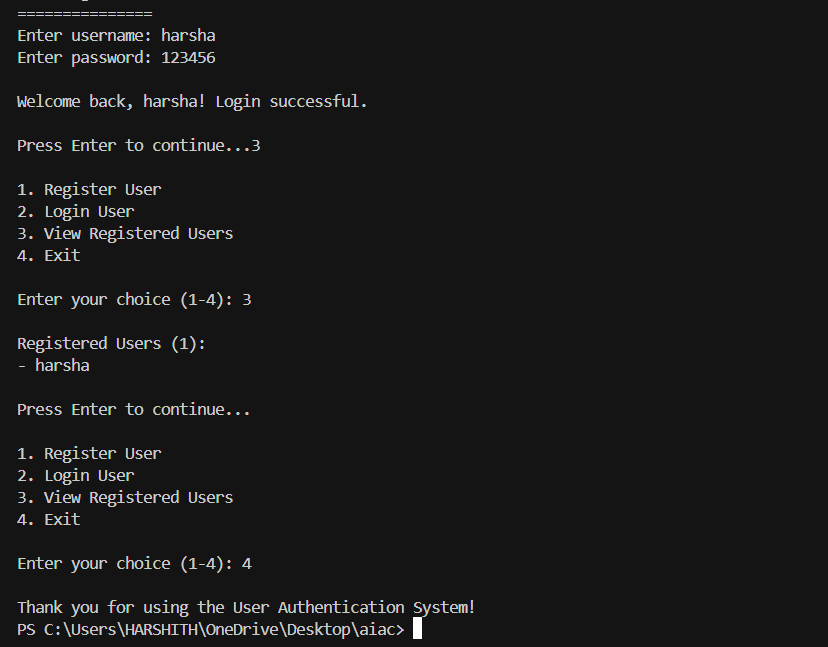 ===============
Enter username: harsha
Enter password: 123456
Welcome back, harsha! Login successful.
Press Enter to continue...3
1. Register User
2. Login User
3. View Registered Users
4. Exit
Enter your choice (1-4): 3
Registered Users (1):
- harsha
Press Enter to continue...
1. Register User
2. Login User
3. View Registered Users
4. Exit
Enter your choice (1-4): 4
Thank you for using the User Authentication System!
PS C:\Users\HARSHITH\OneDrive\Desktop\aiac>